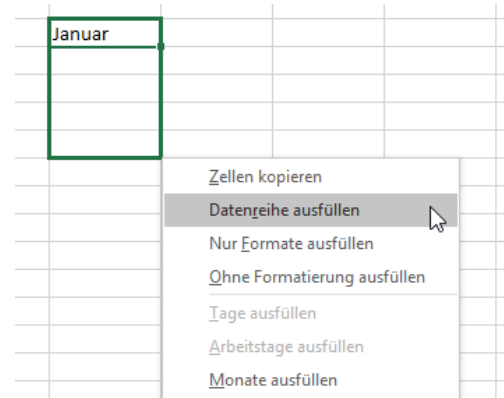 Januar
Zellen kopieren
Datenreihe ausfüllen
Nur Formate ausfüllen
Ohne Formatierung ausfüllen
Tage ausfüllen
Arbeitstage ausfüllen
Monate ausfüllen